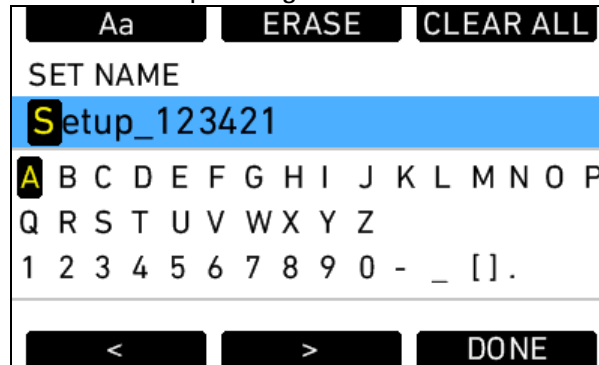 Aa ERASE CLEAR ALL
SET NAME
Setup_123421
A B C D E F G H I J K L M N O P
Q R S T U V W X Y Z
1 2 3 4 5 6 7 8 9 0 - _ [ ] .
< > DONE